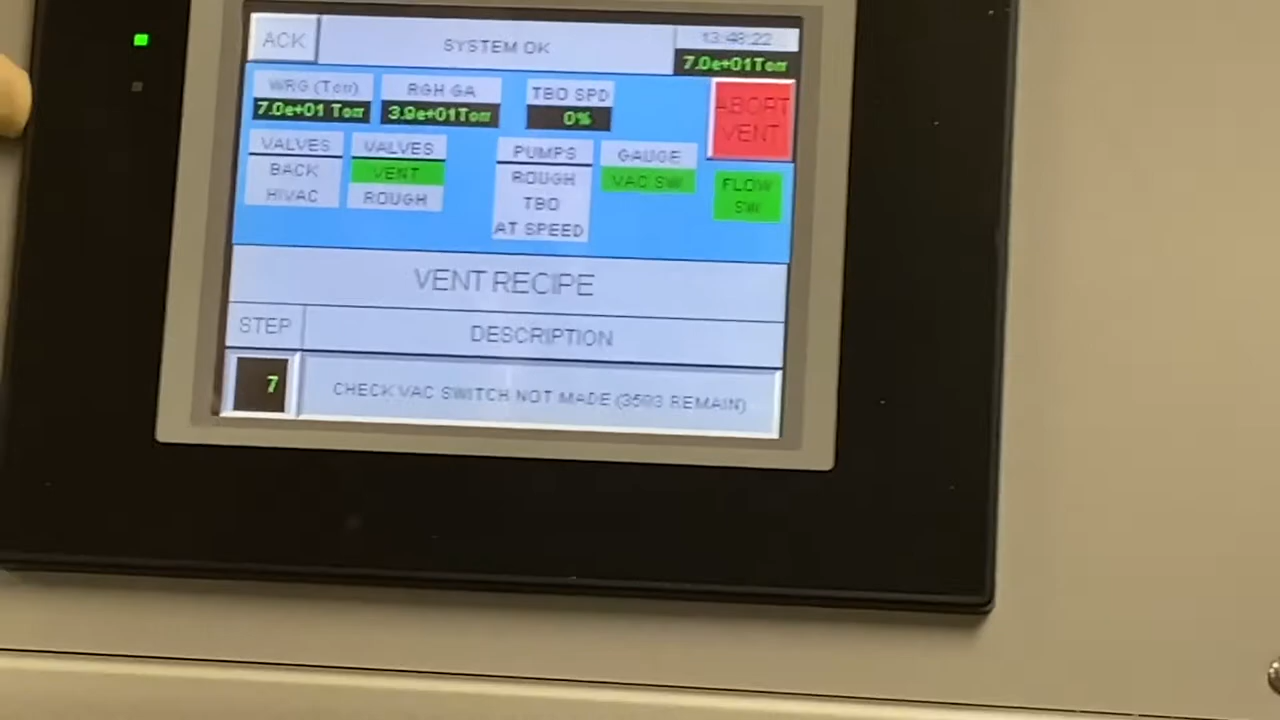 ACK
SYSTEM OK
13:48:22
7.0e+01Torr
WRG (Torr)
7.0e+01 Torr
RGH GA
3.9e+01Torr
TBO SPD
0%
ABORT
VENT
VALVES
BACK
HIVAC
VALVES
VENT
ROUGH
PUMPS
ROUGH
TBO
AT SPEED
GAUGE
VAC SW
FLOW
SW
VENT RECIPE
STEP
DESCRIPTION
7
CHECK VAC SWITCH NOT MADE (3593 REMAIN)